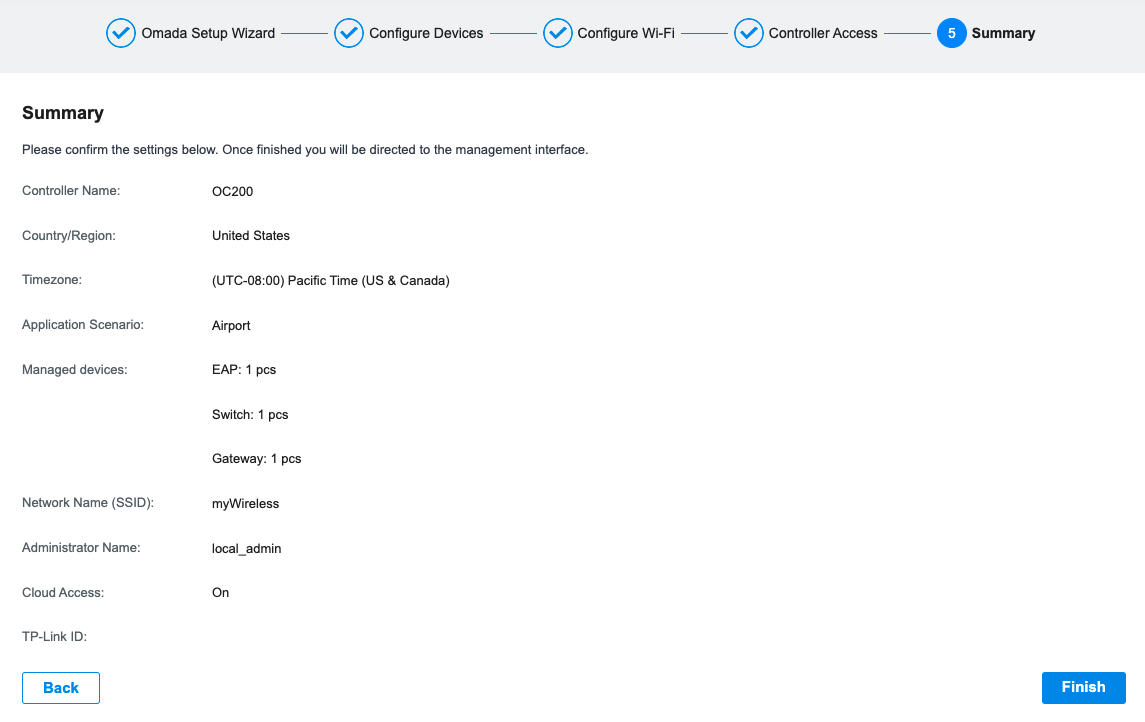 Omada Setup Wizard Configure Devices Configure Wi-Fi Controller Access 5 Summary
Summary
Please confirm the settings below. Once finished you will be directed to the management interface.
Controller Name: OC200
Country/Region: United States
Timezone: (UTC-08:00) Pacific Time (US & Canada)
Application Scenario: Airport
Managed devices: EAP: 1 pcs
Switch: 1 pcs
Gateway: 1 pcs
Network Name (SSID): myWireless
Administrator Name: local_admin
Cloud Access: On
TP-Link ID:
Back Finish